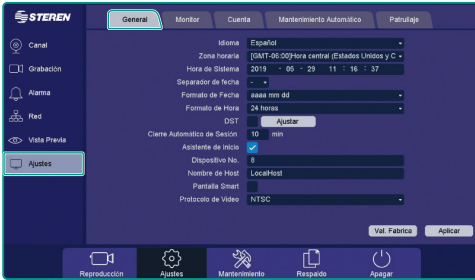 STEREN
General Monitor Cuenta Mantenimiento Automático Patrullaje
Canal
Grabación
Alarma
Red
Vista Previa
Ajustes
Idioma Español
Zona horaria [GMT-06:00]Hora central (Estados Unidos y C
Hora de Sistema 2019 - 05 - 29 11 : 16 : 37
Separador de fecha -
Formato de Fecha aaaa mm dd
Formato de Hora 24 horas
DST Ajustar
Cierre Automático de Sesión 10 min
Asistente de Inicio
Dispositivo No. 8
Nombre de Host LocalHost
Pantalla Smart
Protocolo de Video NTSC
Val. Fabrica Aplicar
Reproducción Ajustes Mantenimiento Respaldo Apagar